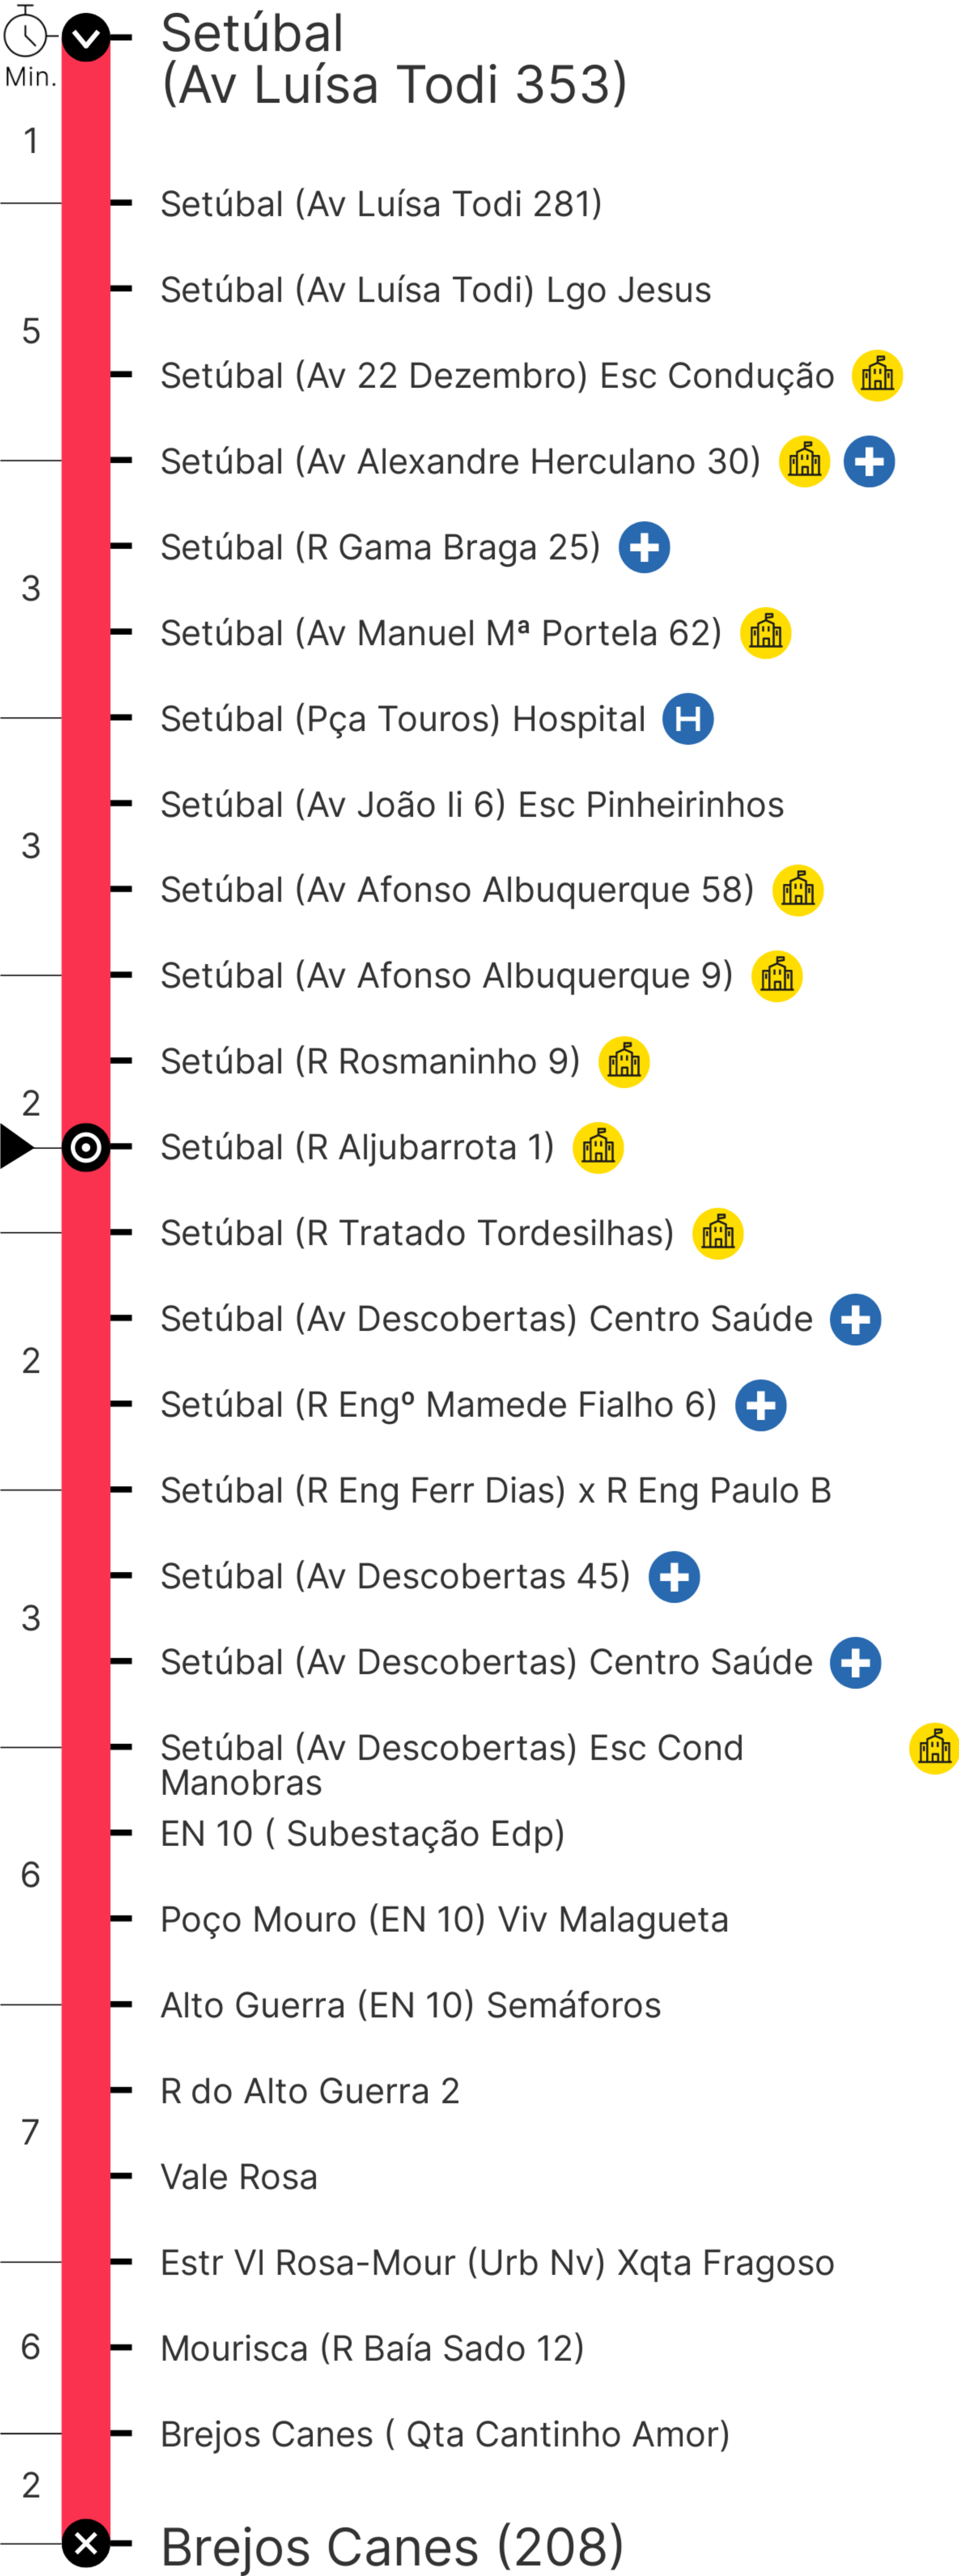 Setúbal
(Av Luísa Todi 353)
Min.
1
Setúbal (Av Luísa Todi 281)
Setúbal (Av Luísa Todi) Lgo Jesus
5
Setúbal (Av 22 Dezembro) Esc Condução
Setúbal (Av Alexandre Herculano 30)
Setúbal (R Gama Braga 25)
3
Setúbal (Av Manuel Mª Portela 62)
Setúbal (Pça Touros) Hospital H
Setúbal (Av João Ii 6) Esc Pinheirinhos
3
Setúbal (Av Afonso Albuquerque 58)
Setúbal (Av Afonso Albuquerque 9)
Setúbal (R Rosmaninho 9)
2
Setúbal (R Aljubarrota 1)
Setúbal (R Tratado Tordesilhas)
Setúbal (Av Descobertas) Centro Saúde
2
Setúbal (R Engº Mamede Fialho 6)
Setúbal (R Eng Ferr Dias) x R Eng Paulo B
Setúbal (Av Descobertas 45)
3
Setúbal (Av Descobertas) Centro Saúde
Setúbal (Av Descobertas) Esc Cond
Manobras
EN 10 ( Subestação Edp)
6
Poço Mouro (EN 10) Viv Malagueta
Alto Guerra (EN 10) Semáforos
R do Alto Guerra 2
7
Vale Rosa
Estr Vl Rosa-Mour (Urb Nv) Xqta Fragoso
6
Mourisca (R Baía Sado 12)
Brejos Canes ( Qta Cantinho Amor)
2
Brejos Canes (208)